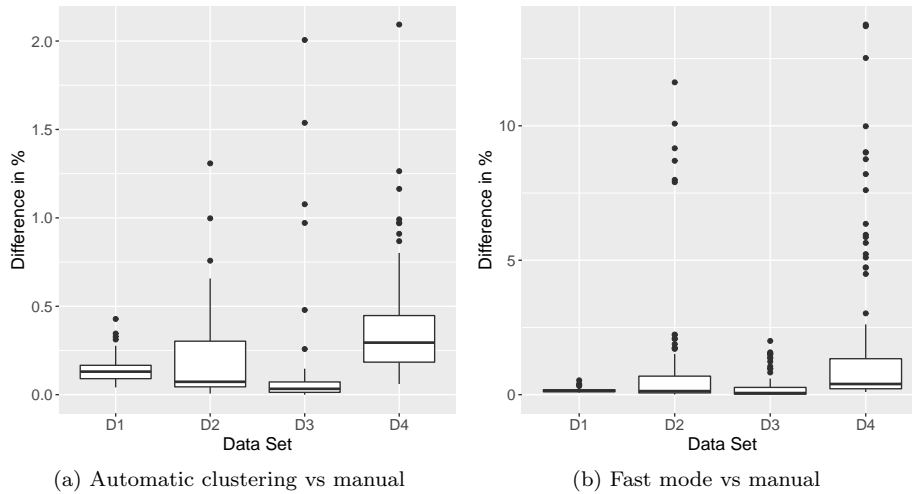 2.0
1.5
1.0
0.5
0.0
Difference in %
D1 D2 D3 D4
Data Set
(a) Automatic clustering vs manual
10
5
0
Difference in %
D1 D2 D3 D4
Data Set
(b) Fast mode vs manual